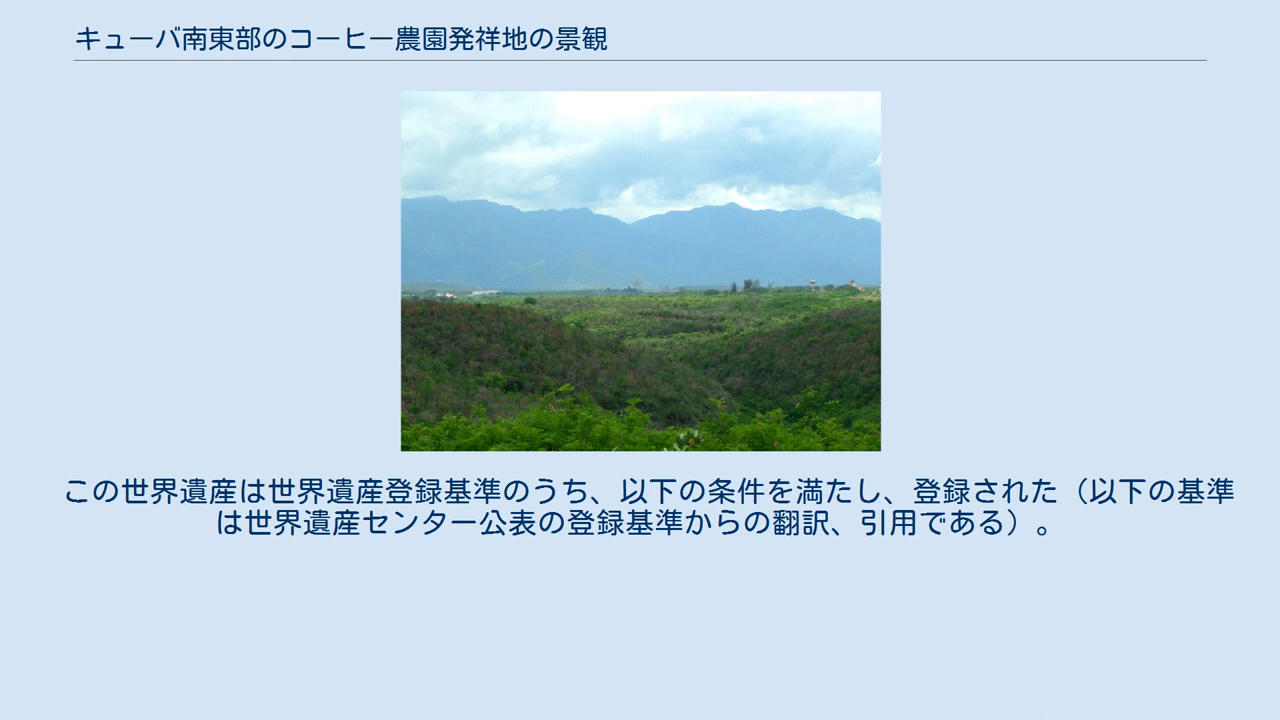 キューバ南東部のコーヒー農園発祥地の景観
この世界遺産は世界遺産登録基準のうち、以下の条件を満たし、登録された（以下の基準
は世界遺産センター公表の登録基準からの翻訳、引用である）。